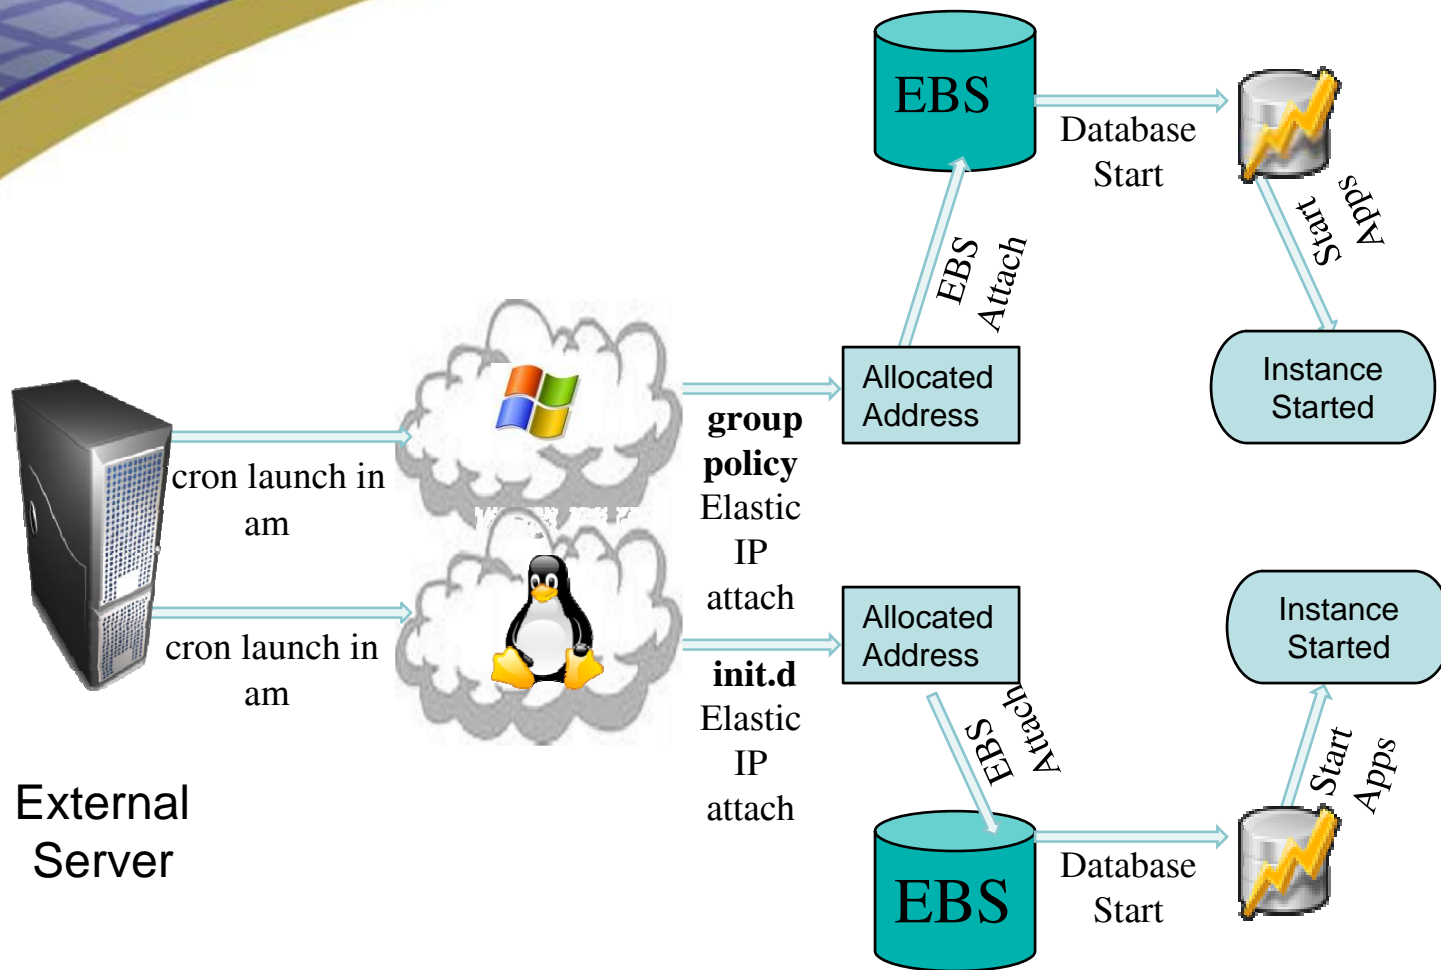 EBS
Database
Start
Start
Apps
EBS
Attach
Allocated
Address
Instance
Started
cron launch in
am
group
policy
Elastic
IP
attach
cron launch in
am
init.d
Elastic
IP
attach
Allocated
Address
Instance
Started
EBS
Attach
Start
Apps
External
Server
EBS
Database
Start